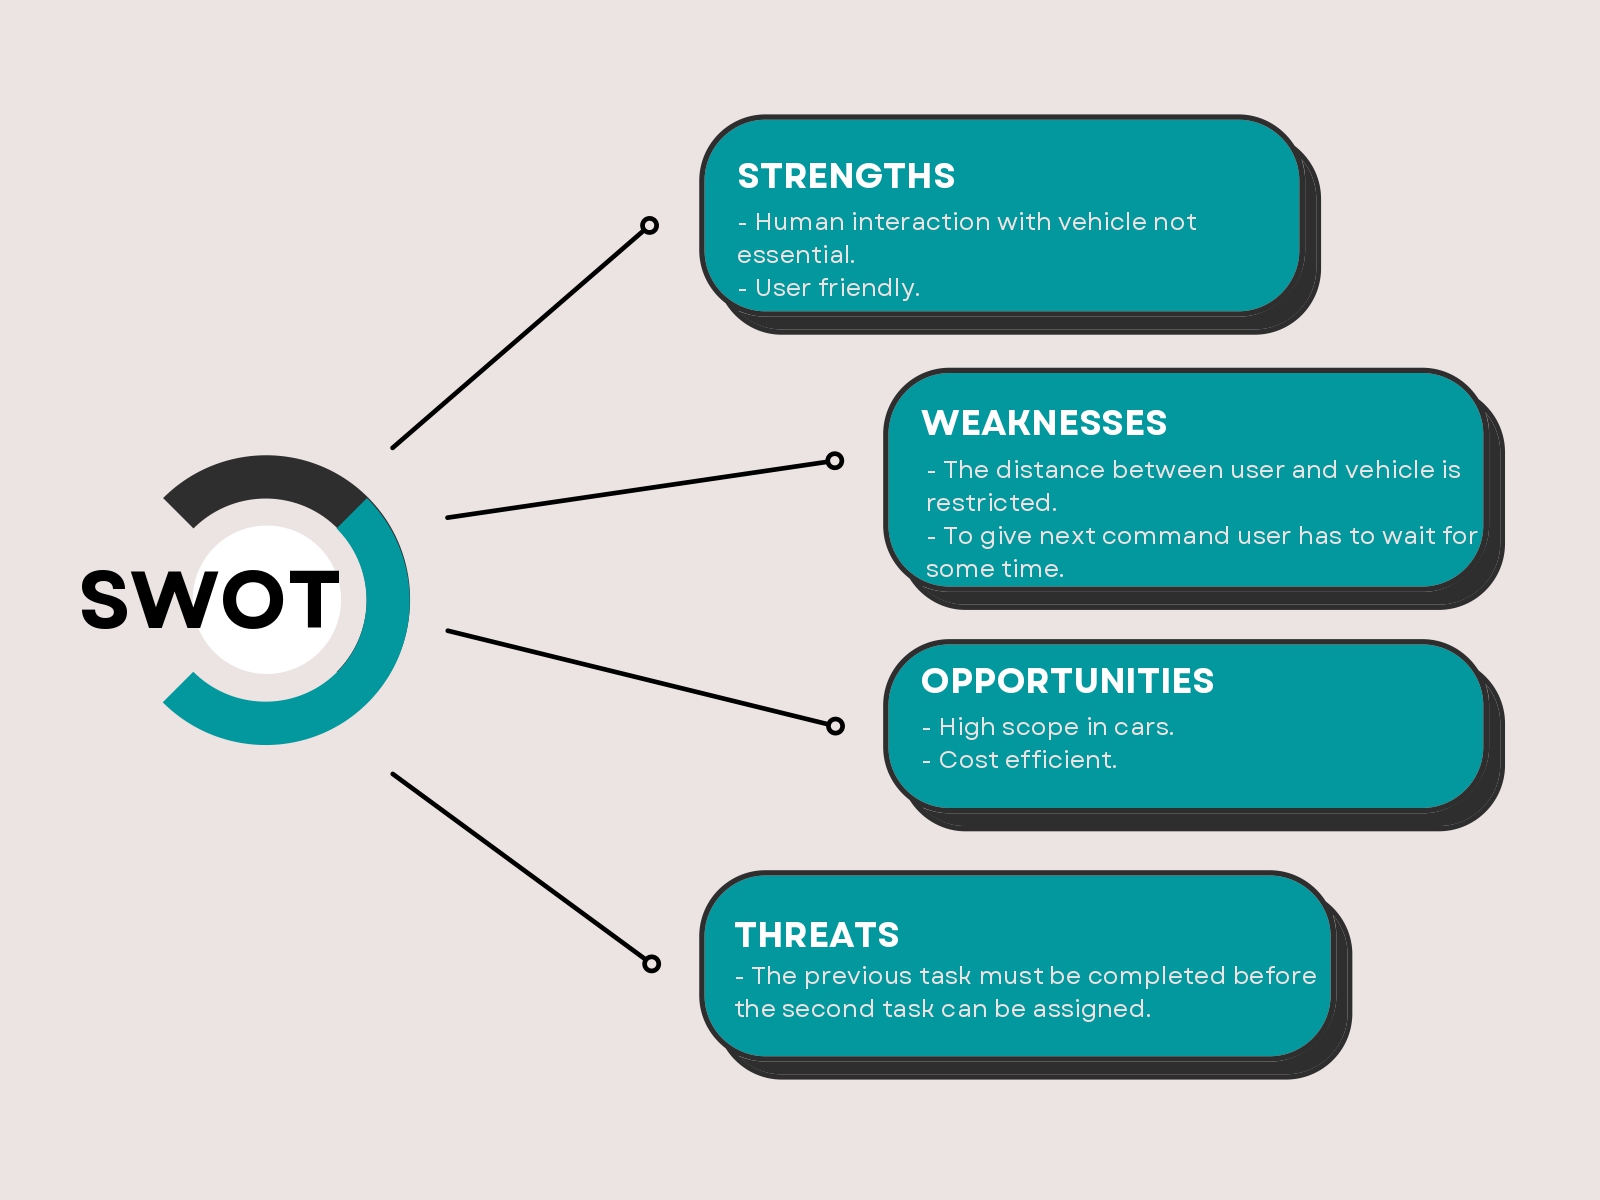 SWOT
STRENGTHS
- Human interaction with vehicle not
essential.
- User friendly.
WEAKNESSES
- The distance between user and vehicle is
restricted.
- To give next command user has to wait for
some time.
OPPORTUNITIES
- High scope in cars.
- Cost efficient.
THREATS
- The previous task must be completed before
the second task can be assigned.